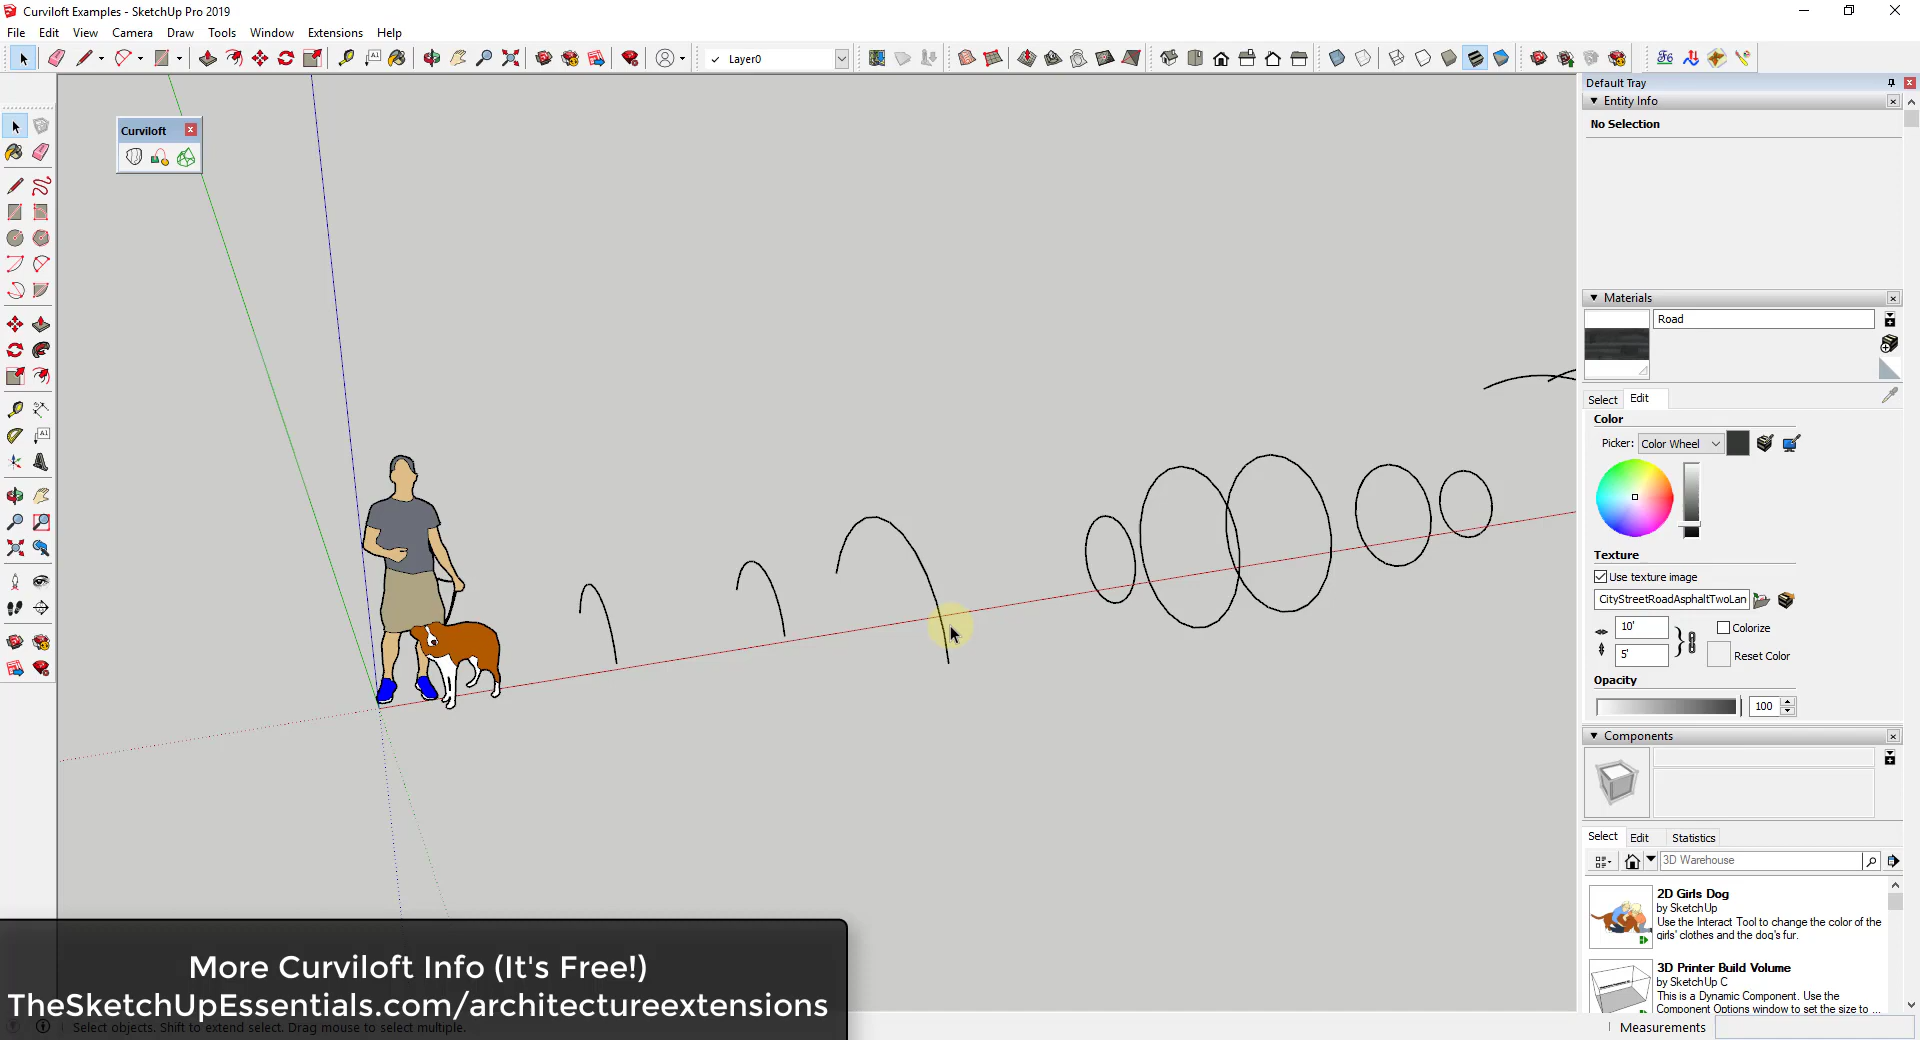 Curviloft Examples - SketchUp Pro 2019
File Edit View Camera Draw Tools Window Extensions Help
Layer0
Default Tray
Entity Info
No Selection
Curviloft
Materials
Road
Select Edit
Color
Picker: Color Wheel
Texture
Use texture image
CityStreetRoadAsphaltTwoLan
10'
Colorize
5'
Reset Color
Opacity
100
Components
Select Edit Statistics
3D Warehouse
2D Girls Dog
by SketchUp
Use the Interact Tool to change the color of the
girls' clothes and the dog's fur.
3D Printer Build Volume
by SketchUp C
This is a Dynamic Component. Use the
Component Options window to set the size to ...
More Curviloft Info (It's Free!)
TheSketchUpEssentials.com/architectureextensions
Select objects. Shift to extend select. Drag mouse to select multiple.
Measurements